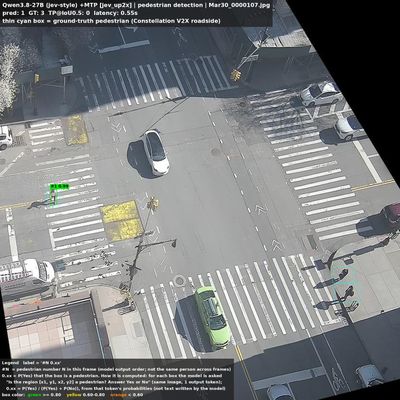 Qwen3.8-27B (jev-style) +MTP [jev_up2x] | pedestrian detection | Mar30_0000107.jpg
pred: 1 GT: 3 TP@IoU0.5: 0 latency: 0.55s
thin cyan box = ground-truth pedestrian (Constellation V2X roadside)
Legend label = '#N 0.xx'
#N = pedestrian number N in this frame (model output order; not the same person across frames)
0.xx = P(Yes) that the box is a pedestrian. How it is computed: for each box the model is asked
"Is the region [x1, y1, x2, y2] a pedestrian? Answer Yes or No" (same image, 1 output token);
0.xx = P(Yes) / (P(Yes) + P(No)), from that token's probabilities (not text written by the model)
box color: green >= 0.80 yellow 0.60-0.80 orange < 0.60